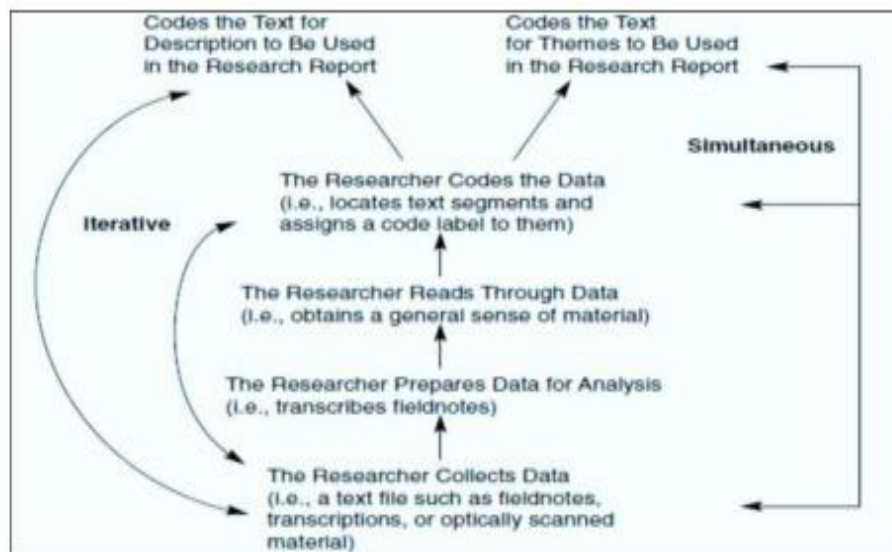 Codes the Text for
Description to Be Used
in the Research Report
Codes the Text
for Themes to Be Used
in the Research Report
Simultaneous
The Researcher Codes the Data
(i.e., locates text segments and
assigns a code label to them)
Iterative
The Researcher Reads Through Data
(i.e., obtains a general sense of material)
The Researcher Prepares Data for Analysis
(i.e., transcribes fieldnotes)
The Researcher Collects Data
(i.e., a text file such as fieldnotes,
transcriptions, or optically scanned
material)